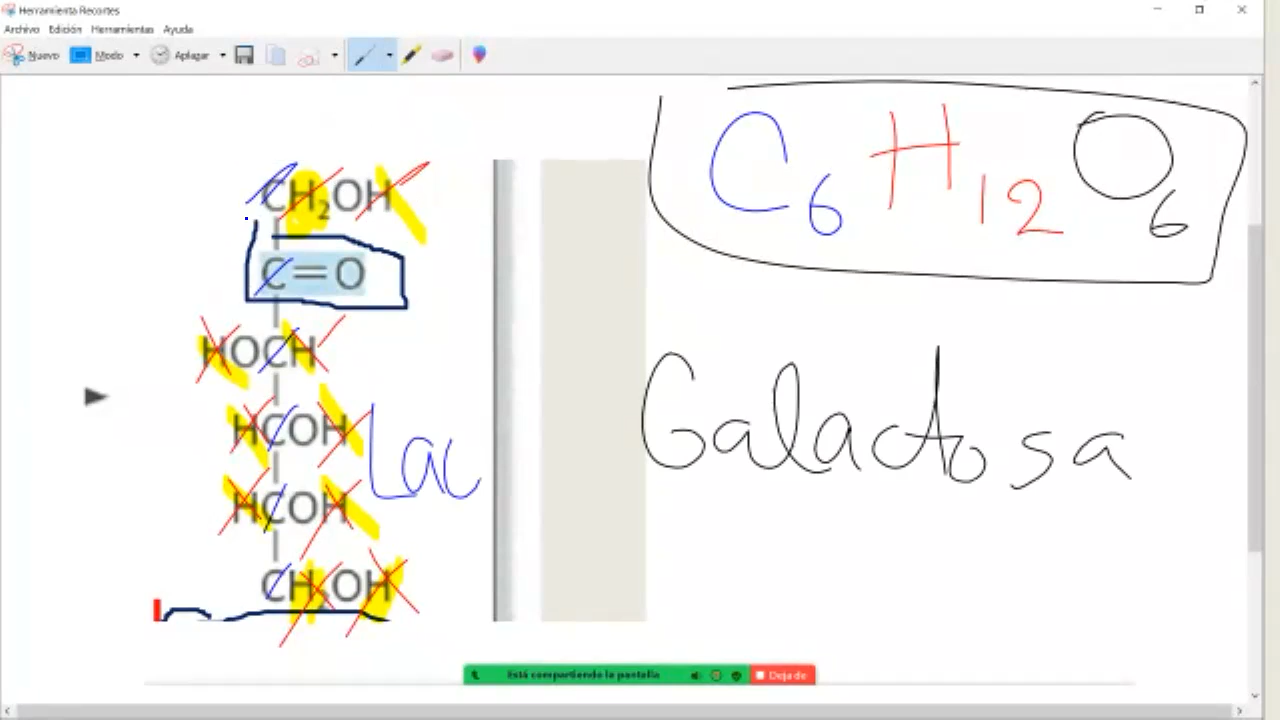 Herramienta Recortes
Archivo Edición Herramientas Ayuda
Nuevo Modo Aplazar
CH₂OH
C=O
HOCH
HCOH
HCOH
CH₂OH
Lac
C₆H₁₂O₆
Galactosa
Está compartiendo la pantalla Deja de